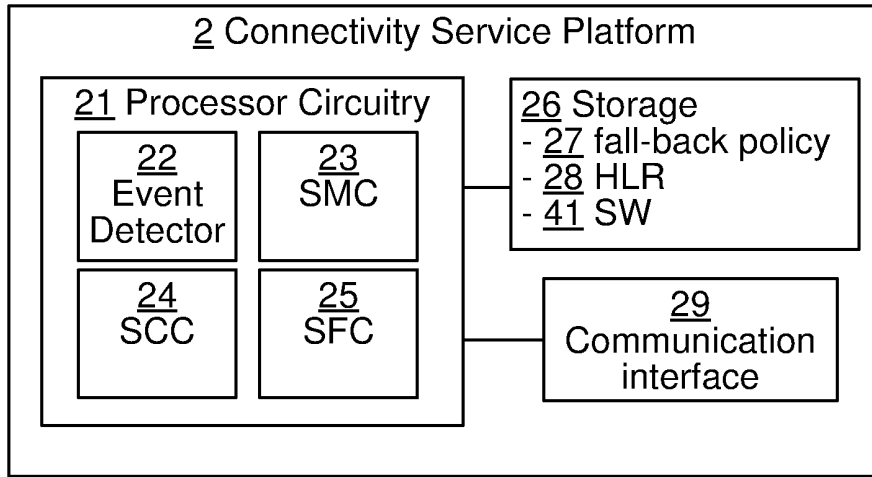 2 Connectivity Service Platform
21 Processor Circuitry
22
Event
Detector
23
SMC
24
SCC
25
SFC
26 Storage
- 27 fall-back policy
- 28 HLR
- 41 SW
29
Communication
interface